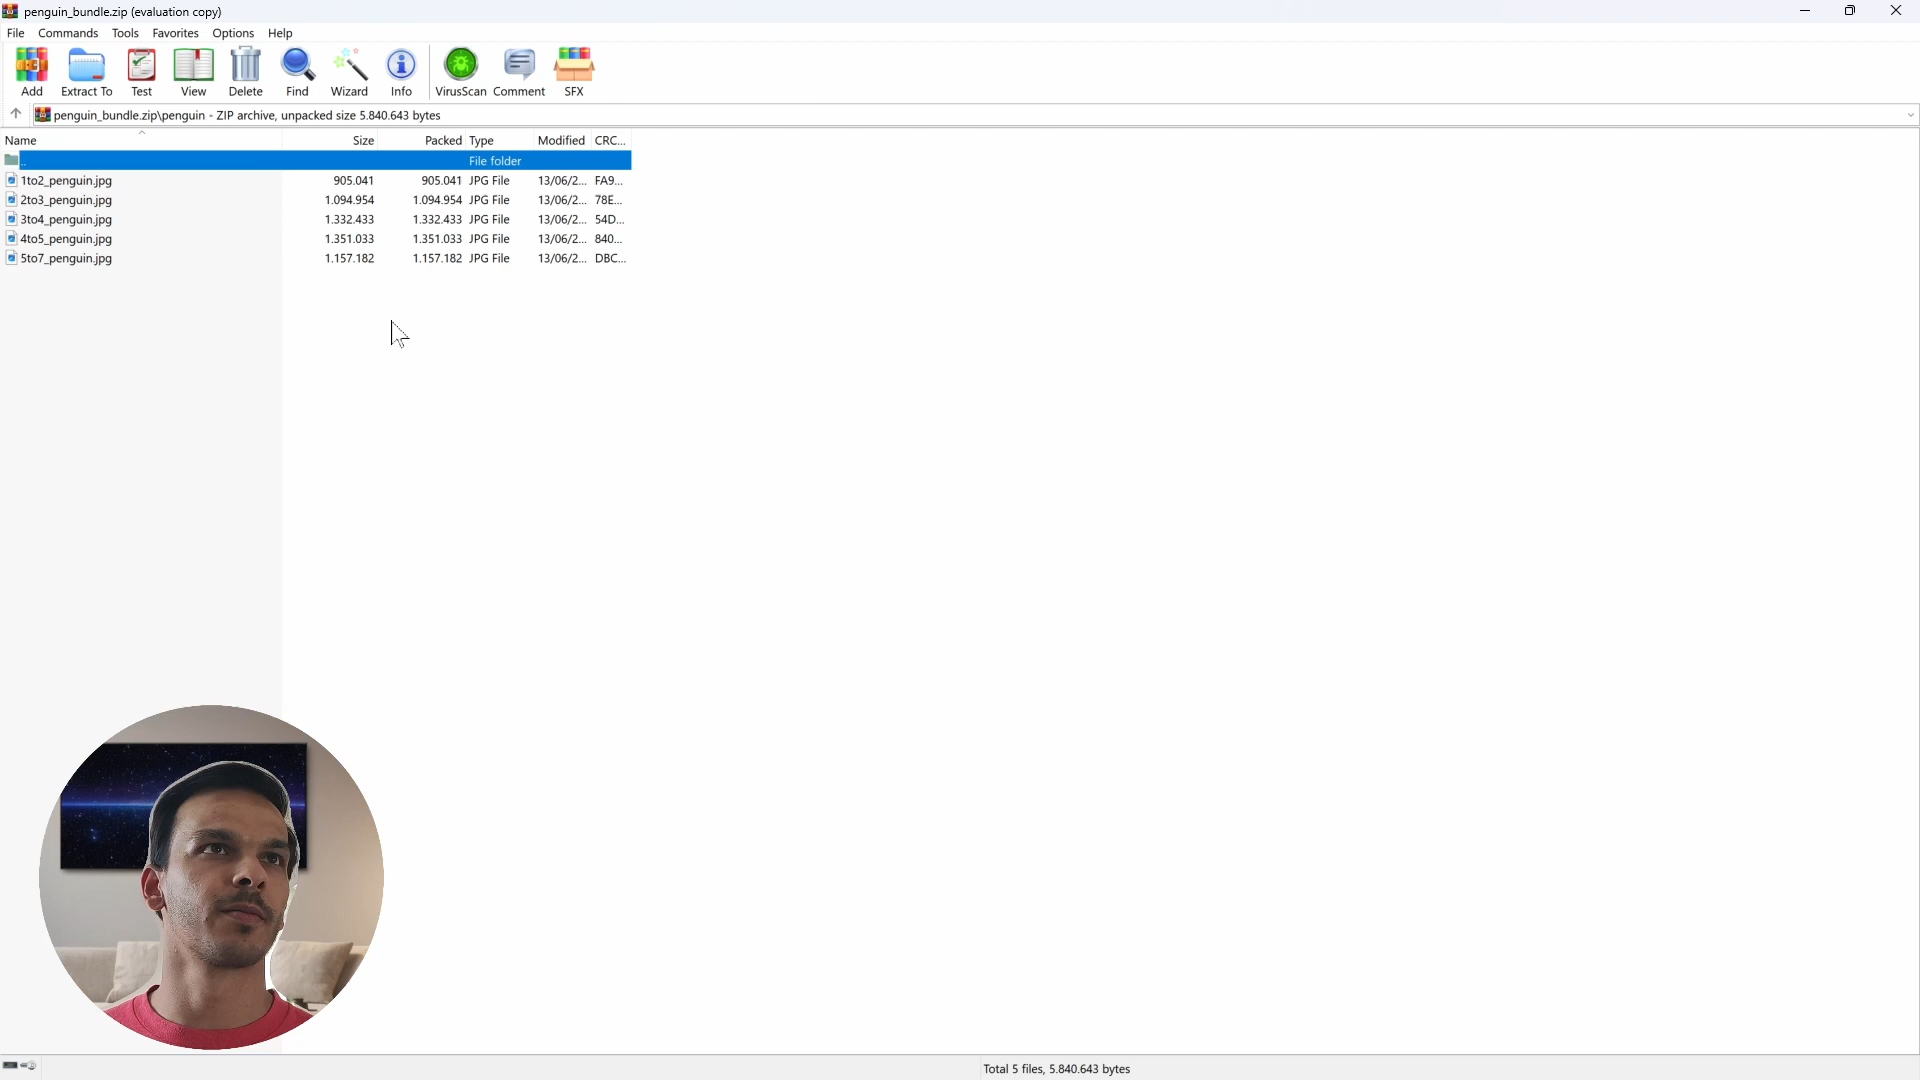 penguin_bundle.zip (evaluation copy)
File Commands Tools Favorites Options Help
Add Extract To Test View Delete Find Wizard Info VirusScan Comment SFX
penguin_bundle.zip\penguin - ZIP archive, unpacked size 5.840.643 bytes
Name Size Packed Type Modified CRC...
.. File folder
1to2_penguin.jpg 905.041 905.041 JPG File 13/06/2... FA9...
2to3_penguin.jpg 1.094.954 1.094.954 JPG File 13/06/2... 78E...
3to4_penguin.jpg 1.332.433 1.332.433 JPG File 13/06/2... 54D...
4to5_penguin.jpg 1.351.033 1.351.033 JPG File 13/06/2... 840...
5to7_penguin.jpg 1.157.182 1.157.182 JPG File 13/06/2... DBC...
Total 5 files, 5.840.643 bytes